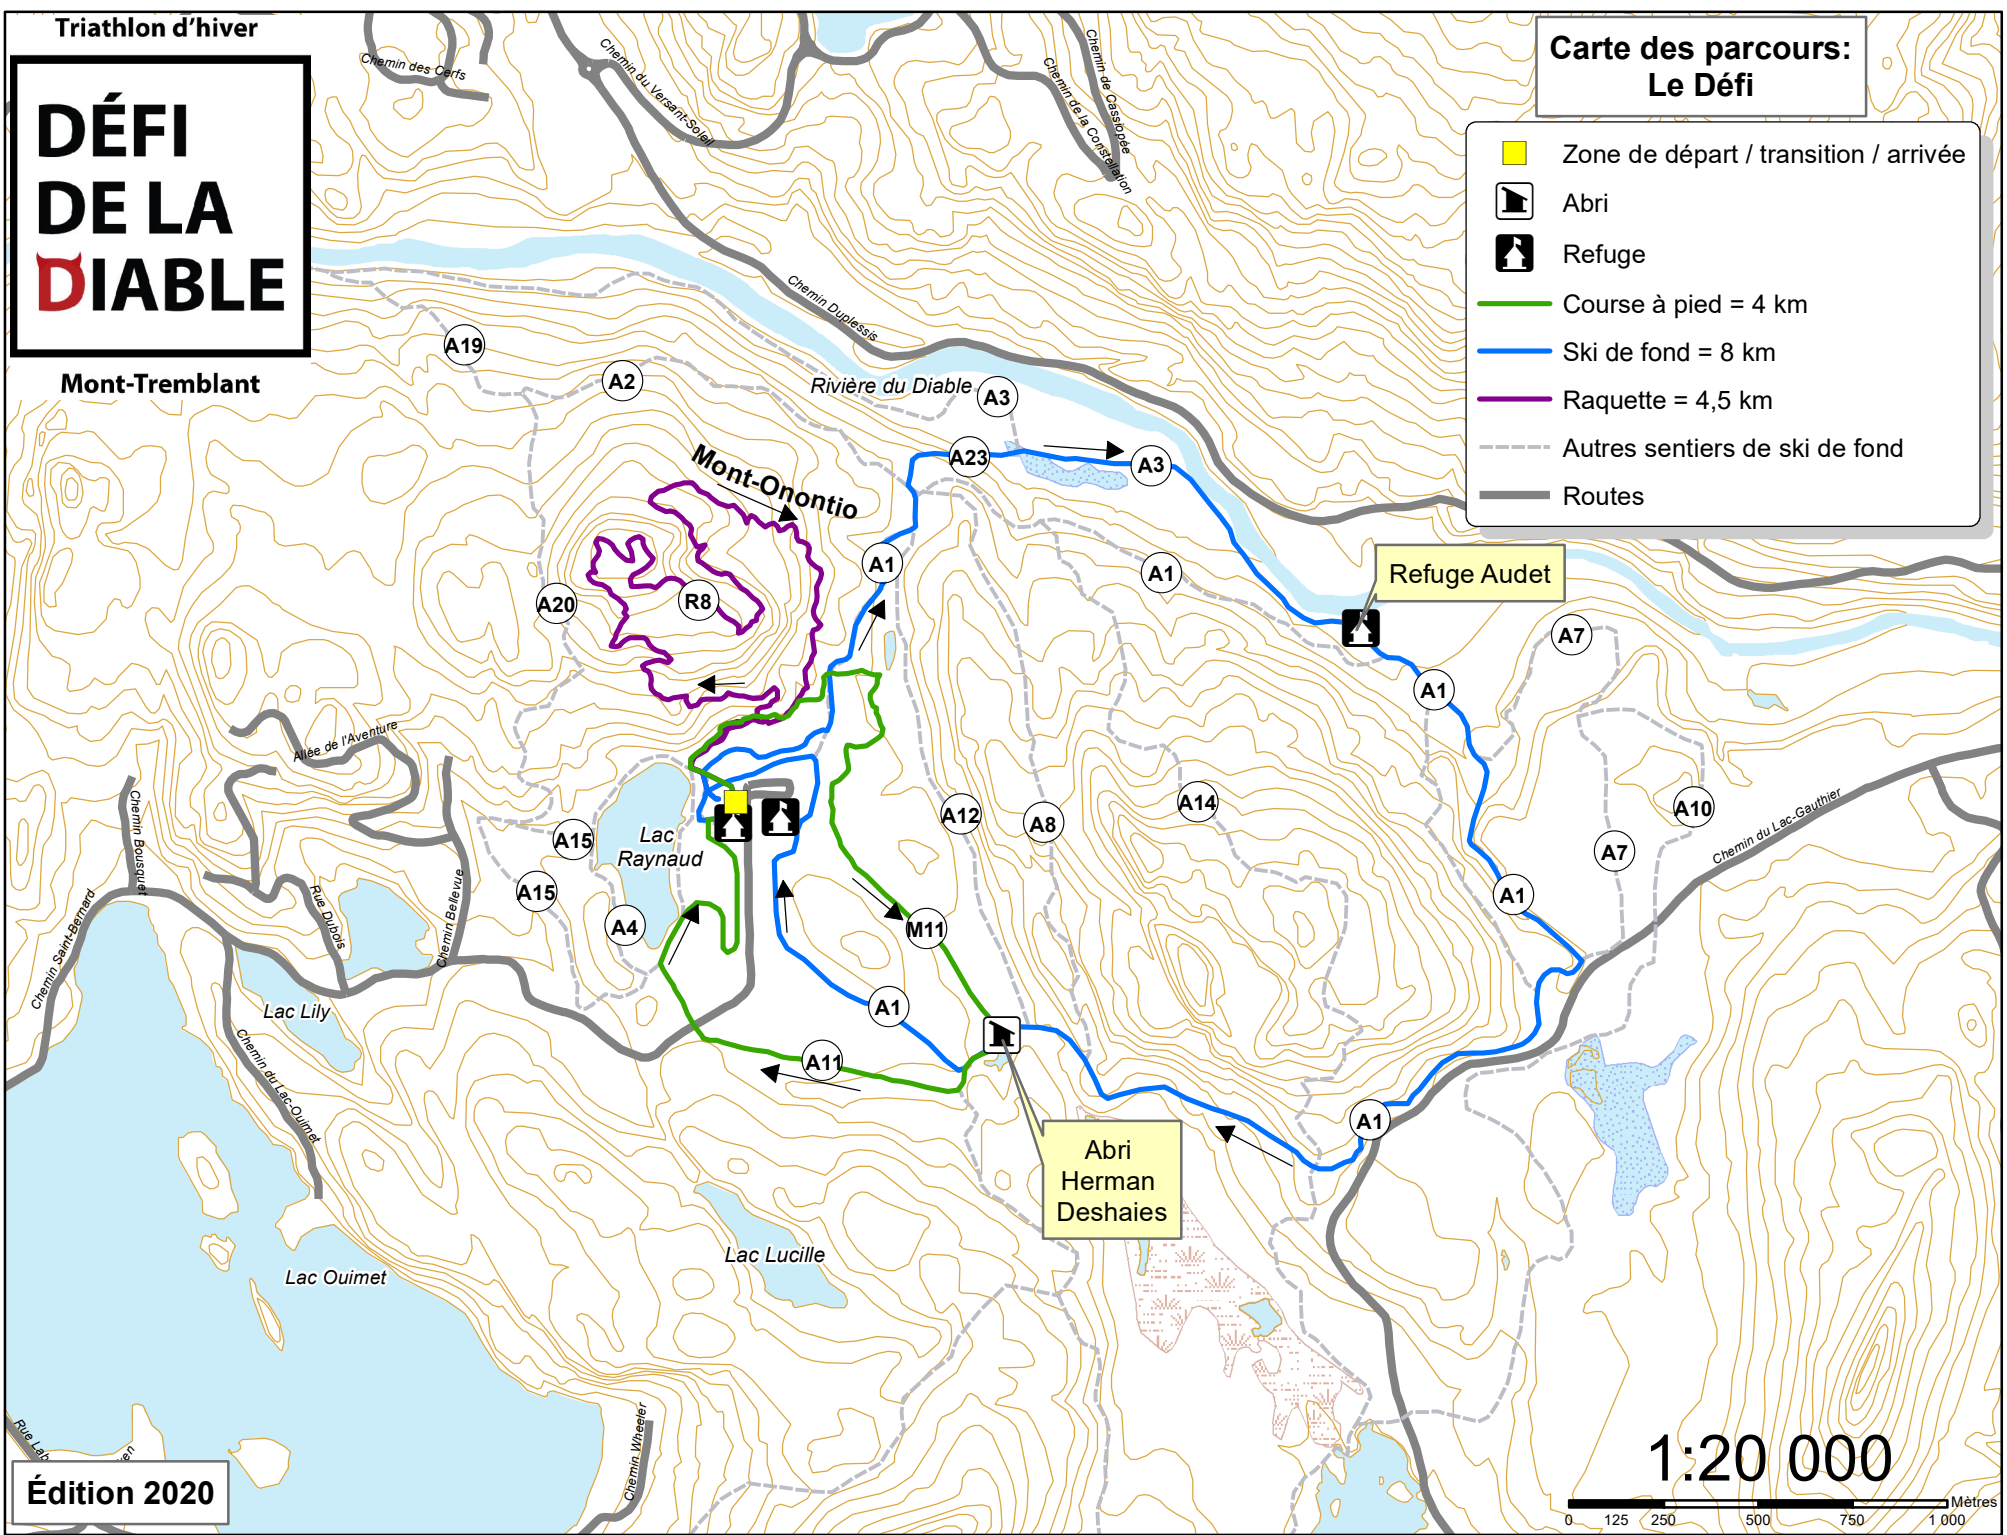 Triathlon d'hiver
DÉFI
DE LA
DIABLE
Mont-Tremblant
Carte des parcours:
Le Défi
Zone de départ / transition / arrivée
Abri
Refuge
Course à pied = 4 km
Ski de fond = 8 km
Raquette = 4,5 km
Autres sentiers de ski de fond
Routes
Chemin des Cerfs
Chemin du Versant-Soleil
Chemin de Cassiopée
Chemin de la Constellation
Chemin Duplessis
Rivière du Diable
A19
A2
A3
A23
A3
Mont-Onontio
A1
A1
A20
R8
Refuge Audet
A7
A1
Allée de l'Aventure
Chemin Bousquet
Chemin Saint-Bernard
Rue Dubois
Chemin Bellevue
Lac
Raynaud
A15
A15
A4
A12
A8
A14
A10
A7
Chemin du Lac-Gauthier
A1
M11
A1
A11
Lac Lily
Chemin du Lac-Ouimet
A1
Abri
Herman
Deshaies
Lac Lucille
Lac Ouimet
Chemin Wheeler
Rue Lab
Édition 2020
1:20 000
Mètres
0 125 250 500 750 1 000